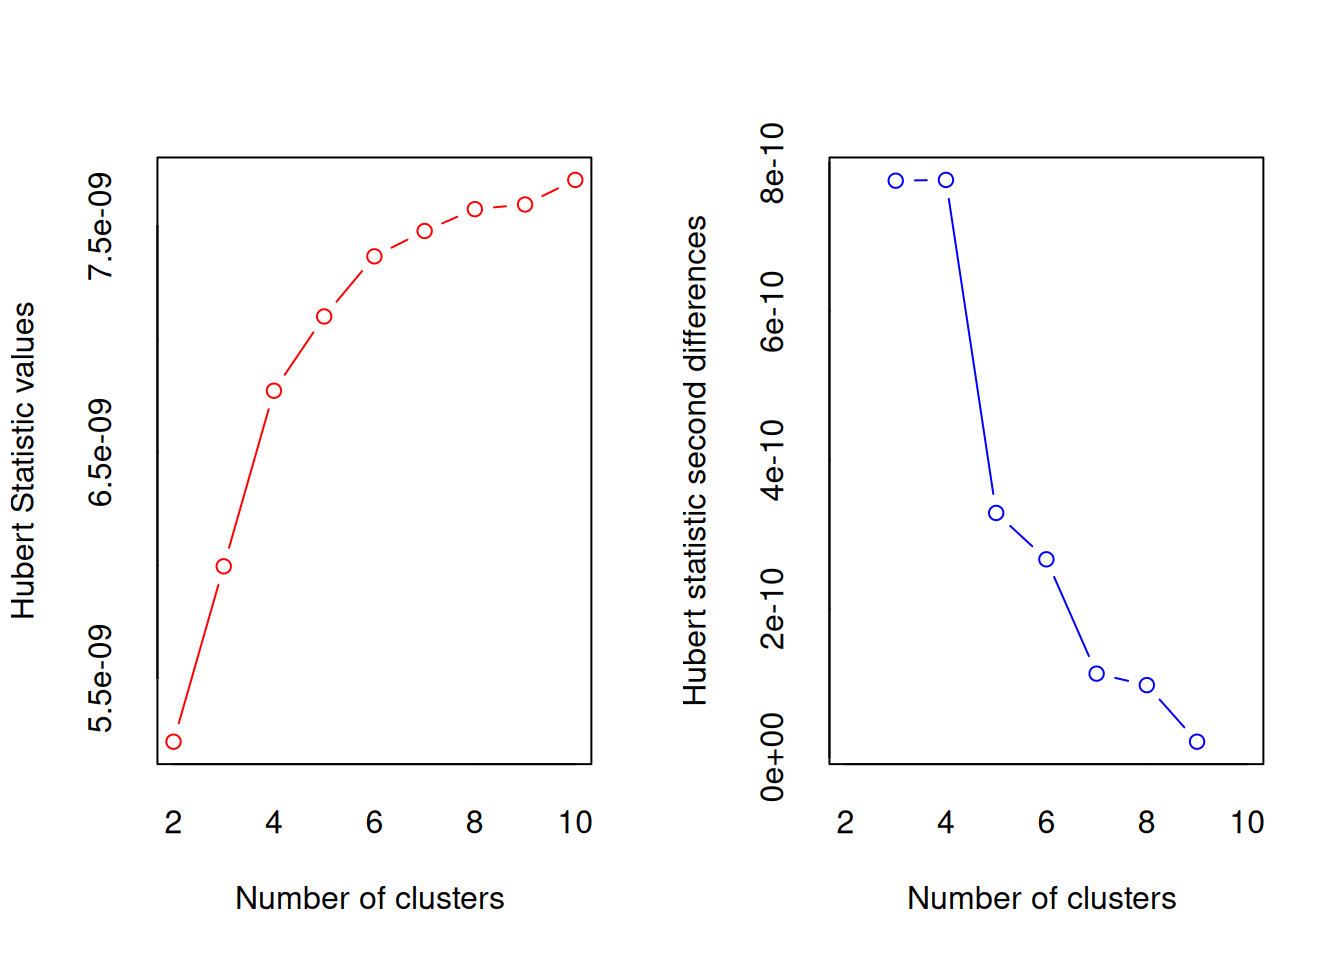 Hubert Statistic values
5.5e-09
6.5e-09
7.5e-09
2 4 6 8 10
Number of clusters
Hubert statistic second differences
0e+00
2e-10
4e-10
6e-10
8e-10
2 4 6 8 10
Number of clusters